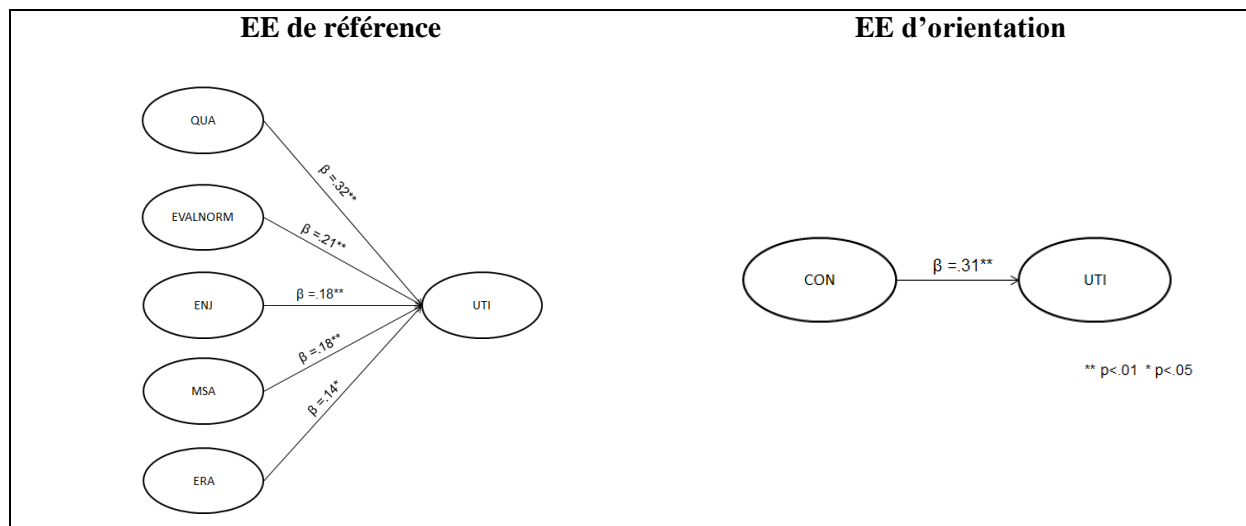 EE de référence
QUA
EVALNORM
ENJ
MSA
ERA
β =.32**
β =.21**
β =.18**
β =.18**
β =.14*
UTI
EE d’orientation
CON
β =.31**
UTI
** p<.01 * p<.05